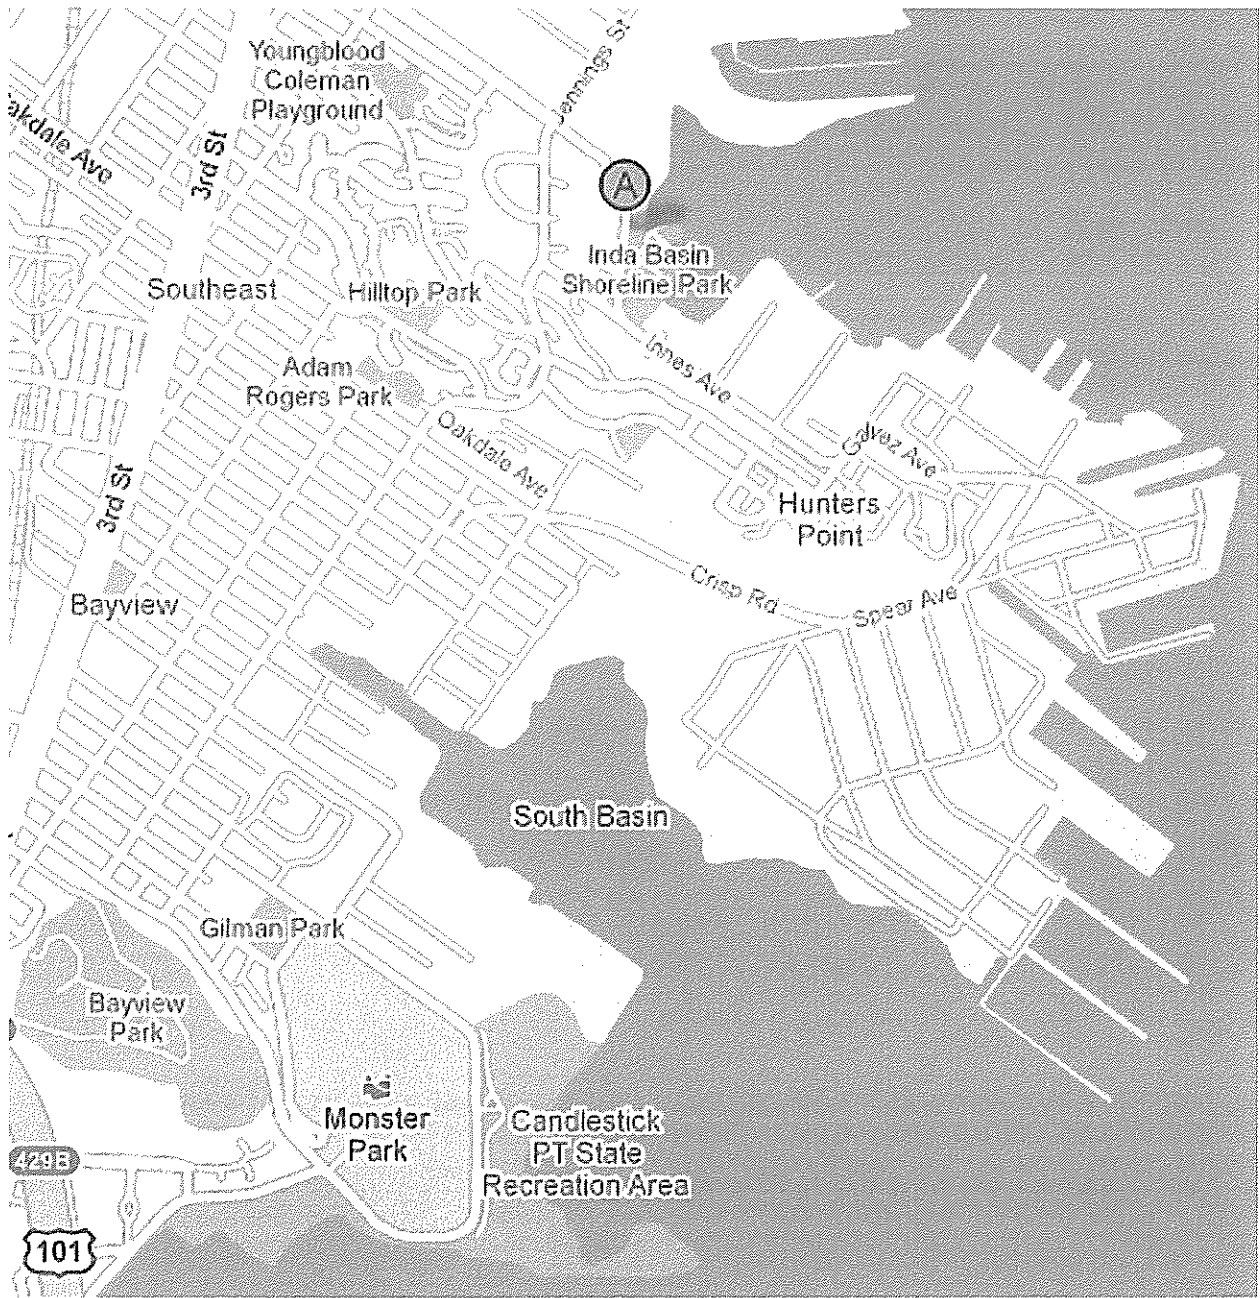 Youngblood
Coleman
Playground
Jennings St
Oakdale Ave
3rd St
A
Inda Basin
Shoreline Park
Southeast
Hilltop Park
Innes Ave
Adam
Rogers Park
Oakdale Ave
Galvez Ave
3rd St
Hunters
Point
Crisp Rd
Spear Ave
Bayview
South Basin
Gilman Park
Bayview
Park
Monster
Park
Candlestick
PT State
Recreation Area
429B
101